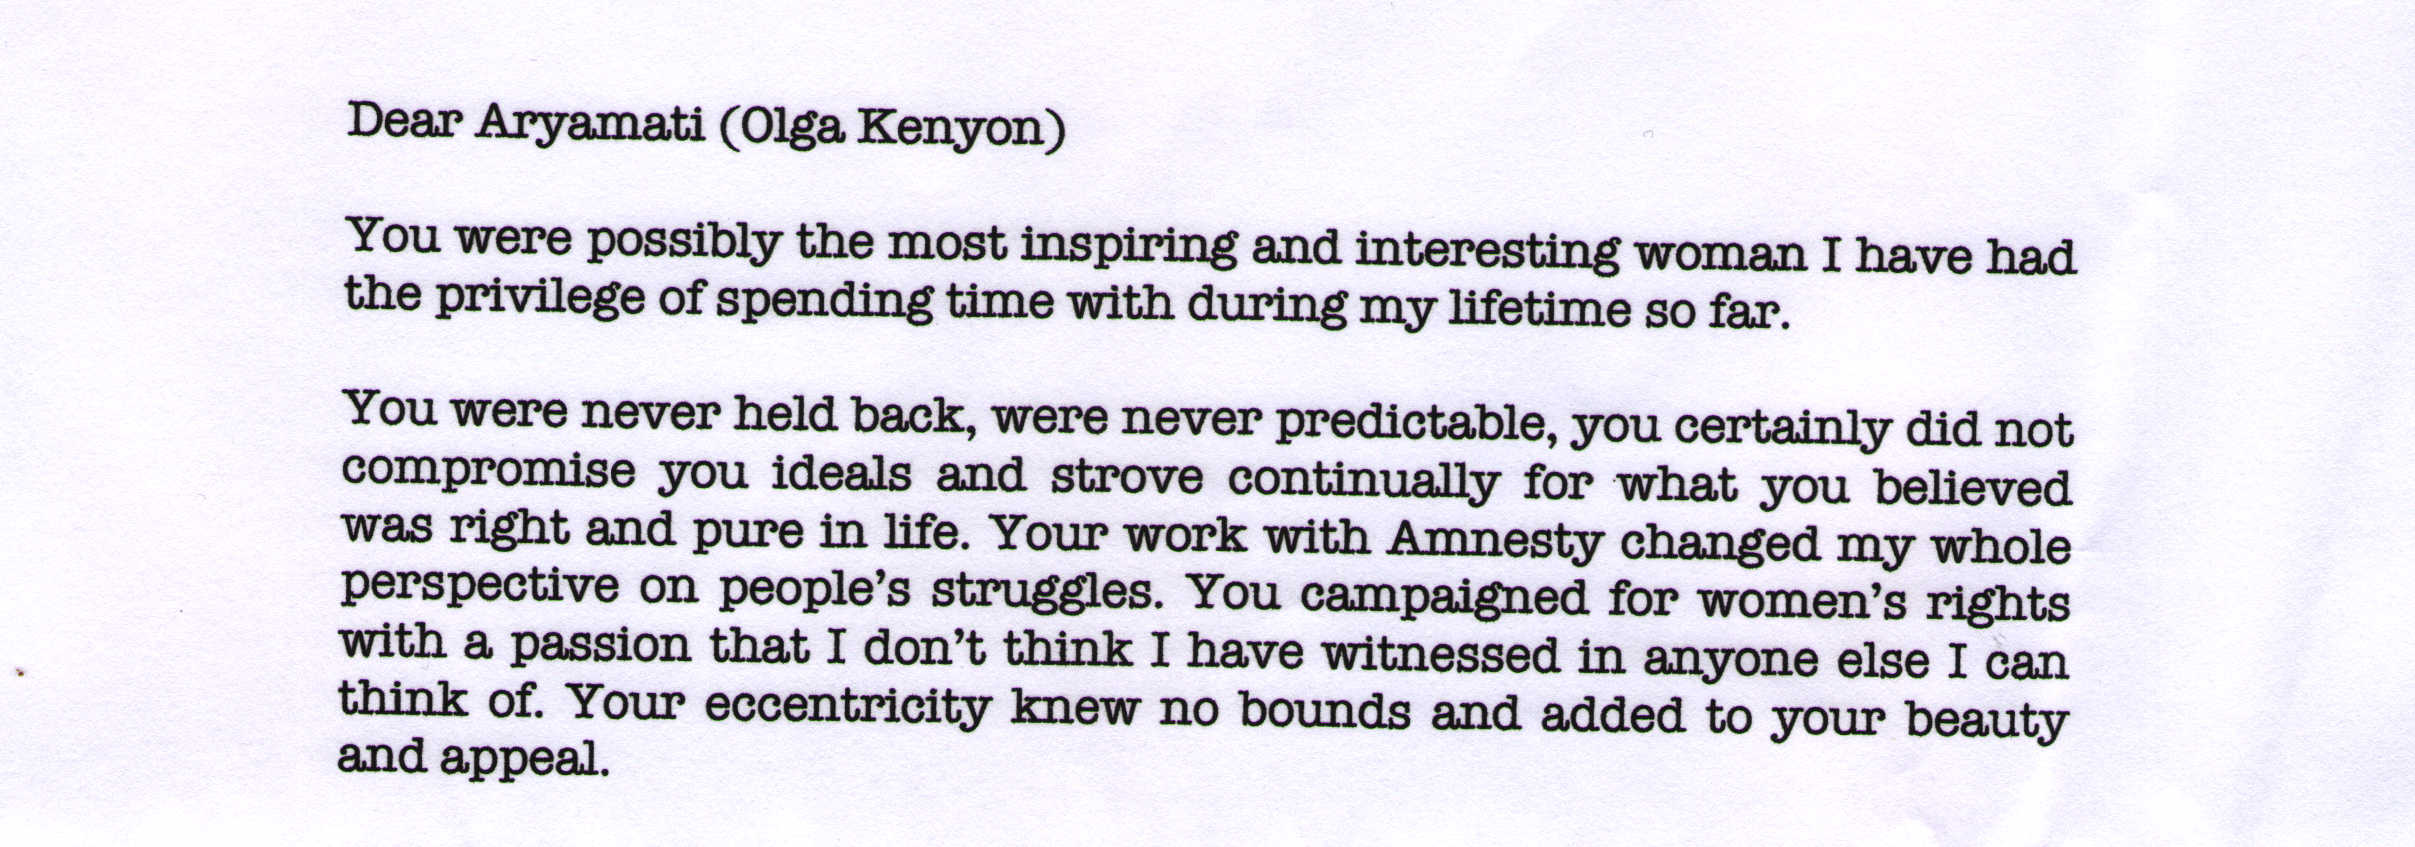 Dear Aryamati (Olga Kenyon)
You were possibly the most inspiring and interesting woman I have had
the privilege of spending time with during my lifetime so far.
You were never held back, were never predictable, you certainly did not
compromise you ideals and strove continually for what you believed
was right and pure in life. Your work with Amnesty changed my whole
perspective on people’s struggles. You campaigned for women’s rights
with a passion that I don’t think I have witnessed in anyone else I can
think of. Your eccentricity knew no bounds and added to your beauty
and appeal.